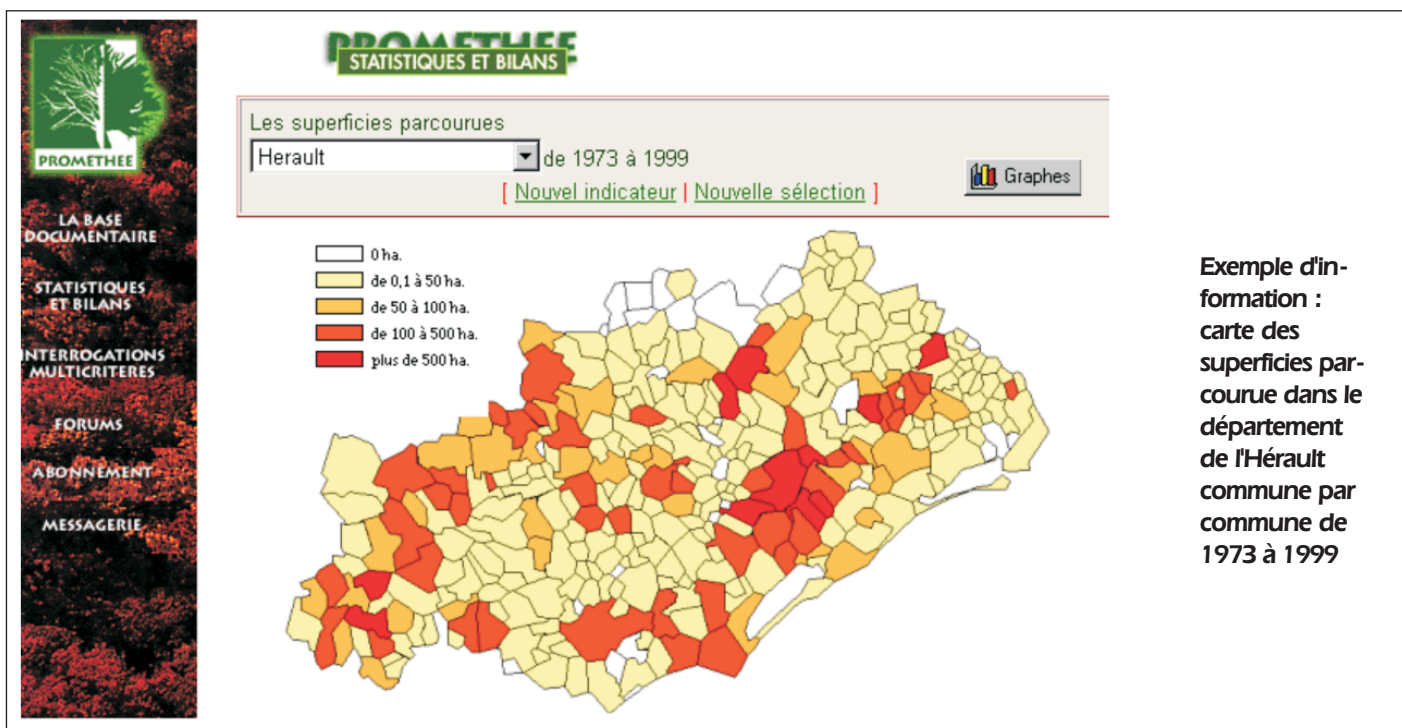 PROMETHEE
LA BASE
DOCUMENTAIRE
STATISTIQUES
ET BILANS
INTERROGATIONS
MULTICRITERES
FORUMS
ABONNEMENT
MESSAGERIE
PROMETHEE
STATISTIQUES ET BILANS
Les superficies parcourues
Herault de 1973 à 1999
[ Nouvel indicateur | Nouvelle sélection ]
Graphes
0 ha.
de 0,1 à 50 ha.
de 50 à 100 ha.
de 100 à 500 ha.
plus de 500 ha.
Exemple d'in-
formation :
carte des
superficies par-
courue dans le
département
de l'Hérault
commune par
commune de
1973 à 1999